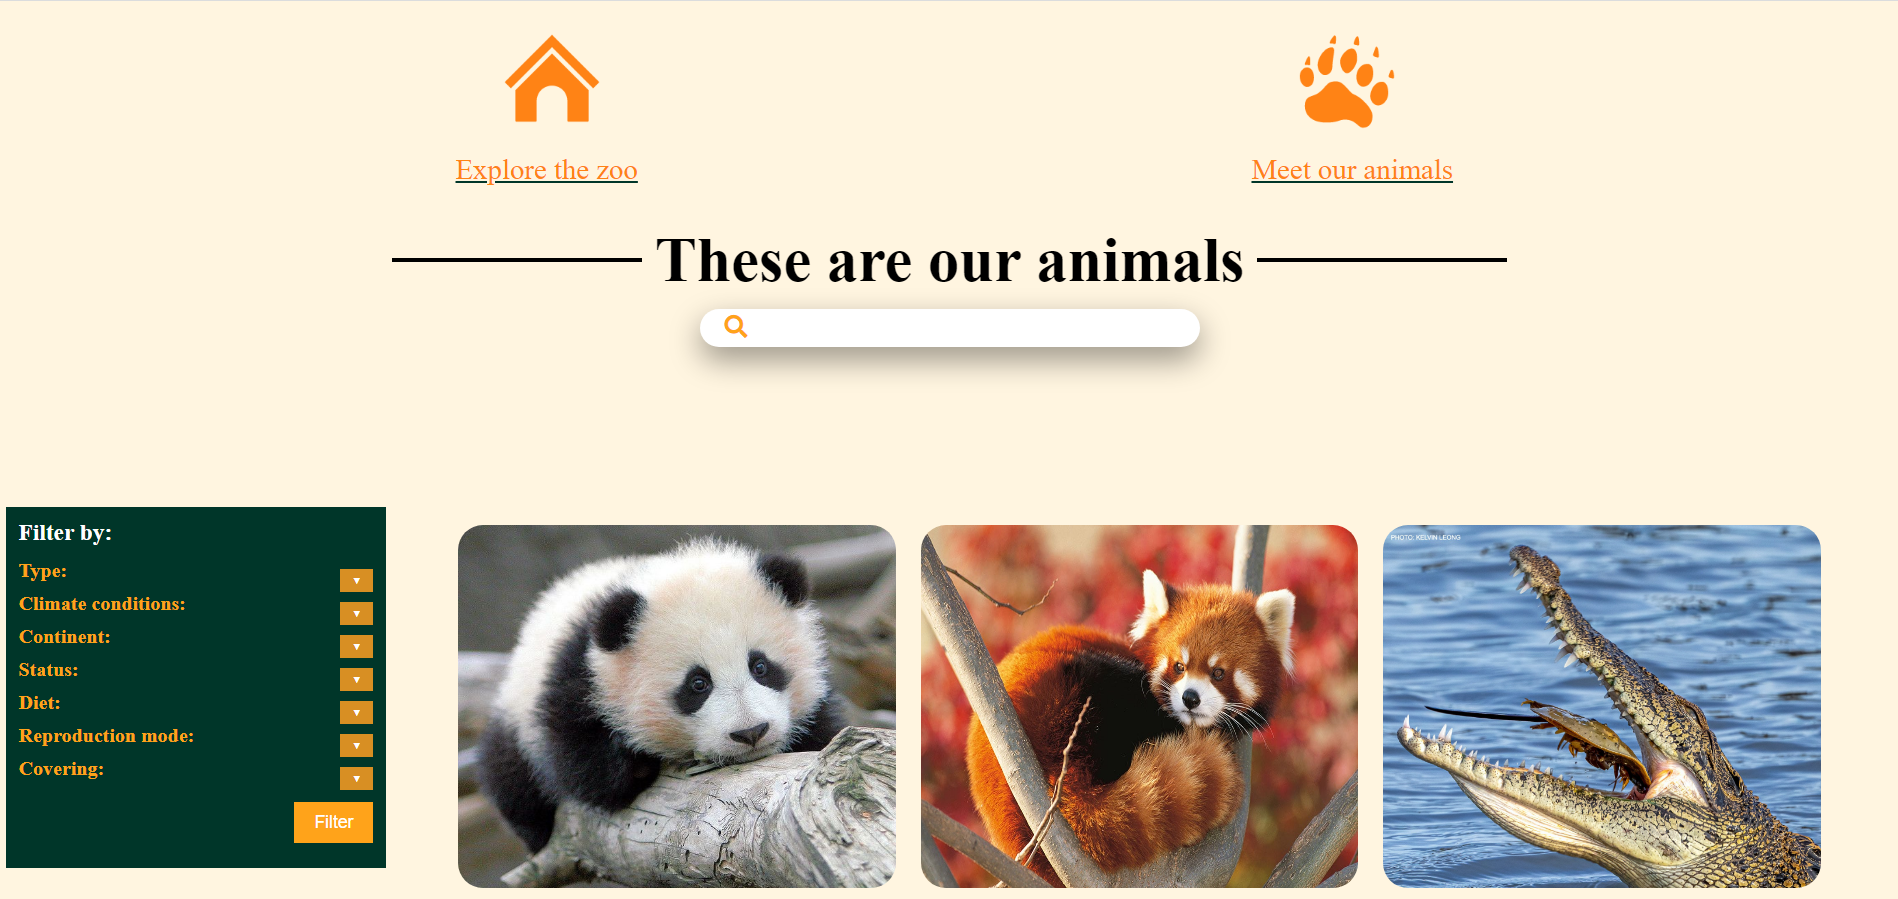 Explore the zoo
Meet our animals
These are our animals
Filter by:
Type:
Climate conditions:
Continent:
Status:
Diet:
Reproduction mode:
Covering:
Filter
PHOTO: KELVIN LEONG